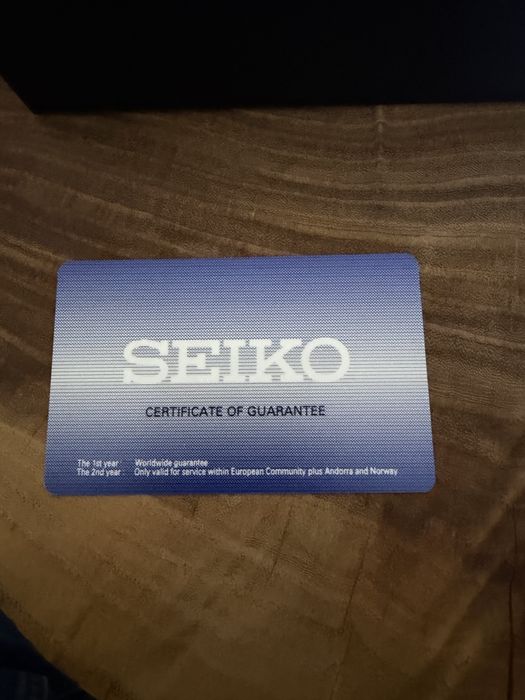 SEIKO
CERTIFICATE OF GUARANTEE
The 1st year : Worldwide guarantee
The 2nd year : Only valid for service within European Community plus Andorra and Norway